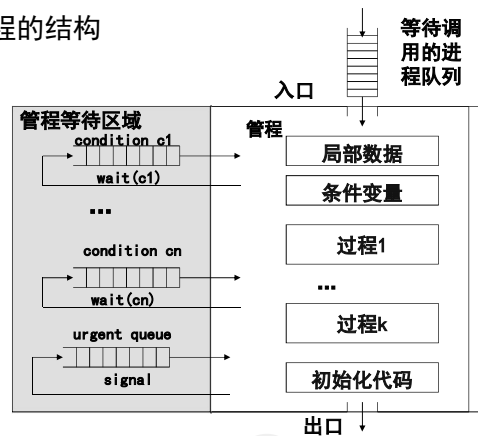 程的结构
等待调
用的进
程队列
入口
管程等待区域
管程
condition c1
wait(c1)
...
condition cn
wait(cn)
urgent queue
signal
局部数据
条件变量
过程1
...
过程k
初始化代码
出口